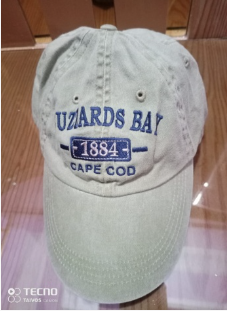 UZZARDS BAY
1884
CAPE COD
TECNO